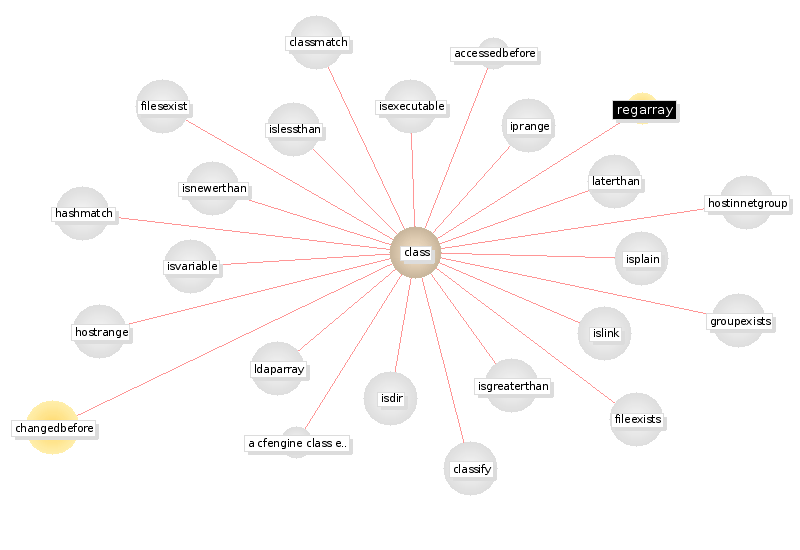 classmatch
accessedbefore
filesexist
isexecutable
regarray
islessthan
iprange
isnewerthan
laterthan
hostinnetgroup
hashmatch
class
isplain
isvariable
hostrange
groupexists
islink
ldaparray
isgreaterthan
isdir
fileexists
changedbefore
a cfengine class e..
classify